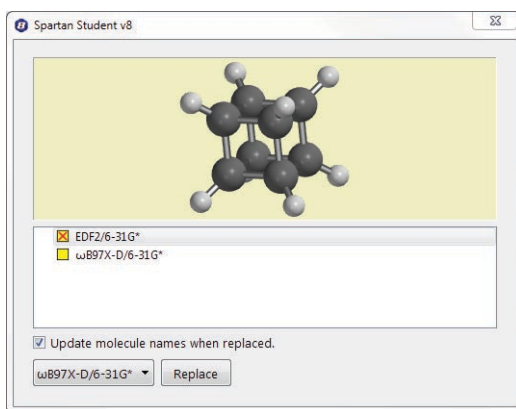 Spartan Student v8
EDF2/6-31G*
ωB97X-D/6-31G*
Update molecule names when replaced.
ωB97X-D/6-31G* Replace